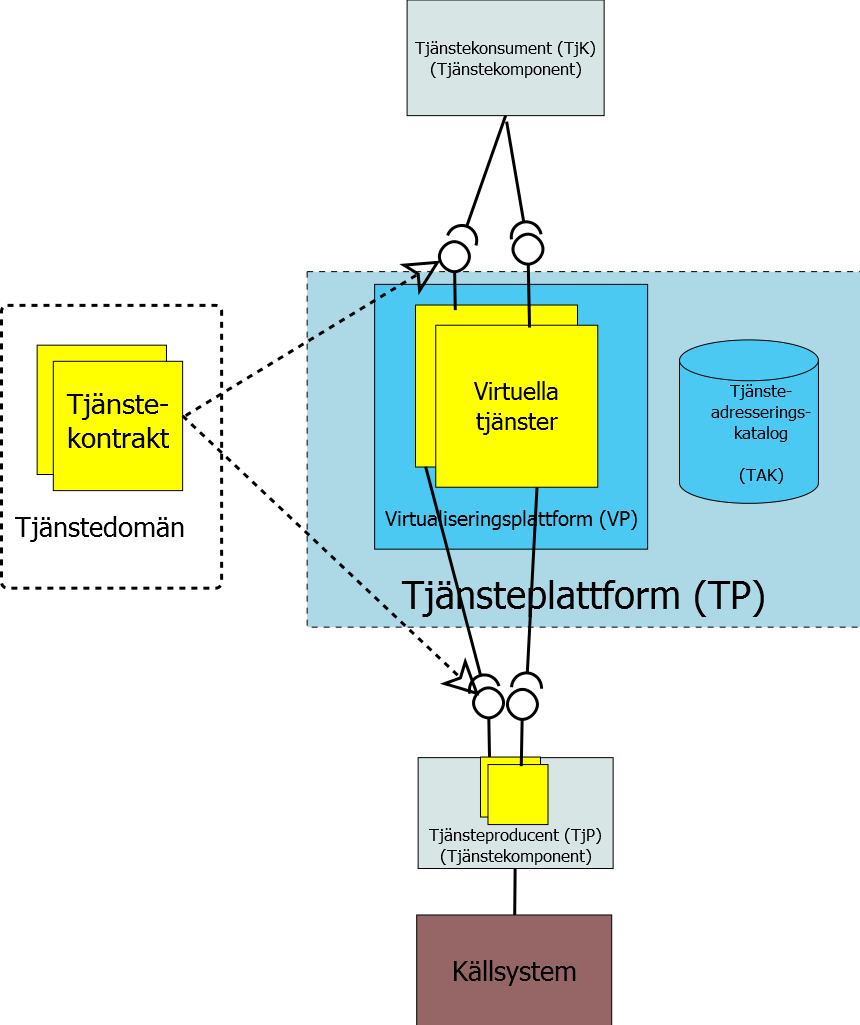 Tjänstekonsument (TjK)
(Tjänstekomponent)
Tjänste-
kontrakt
Tjänstedomän
Virtuella
tjänster
Virtualiseringsplattform (VP)
Tjänste-
adresserings-
katalog
(TAK)
Tjänsteplattform (TP)
Tjänsteproducent (TjP)
(Tjänstekomponent)
Källsystem